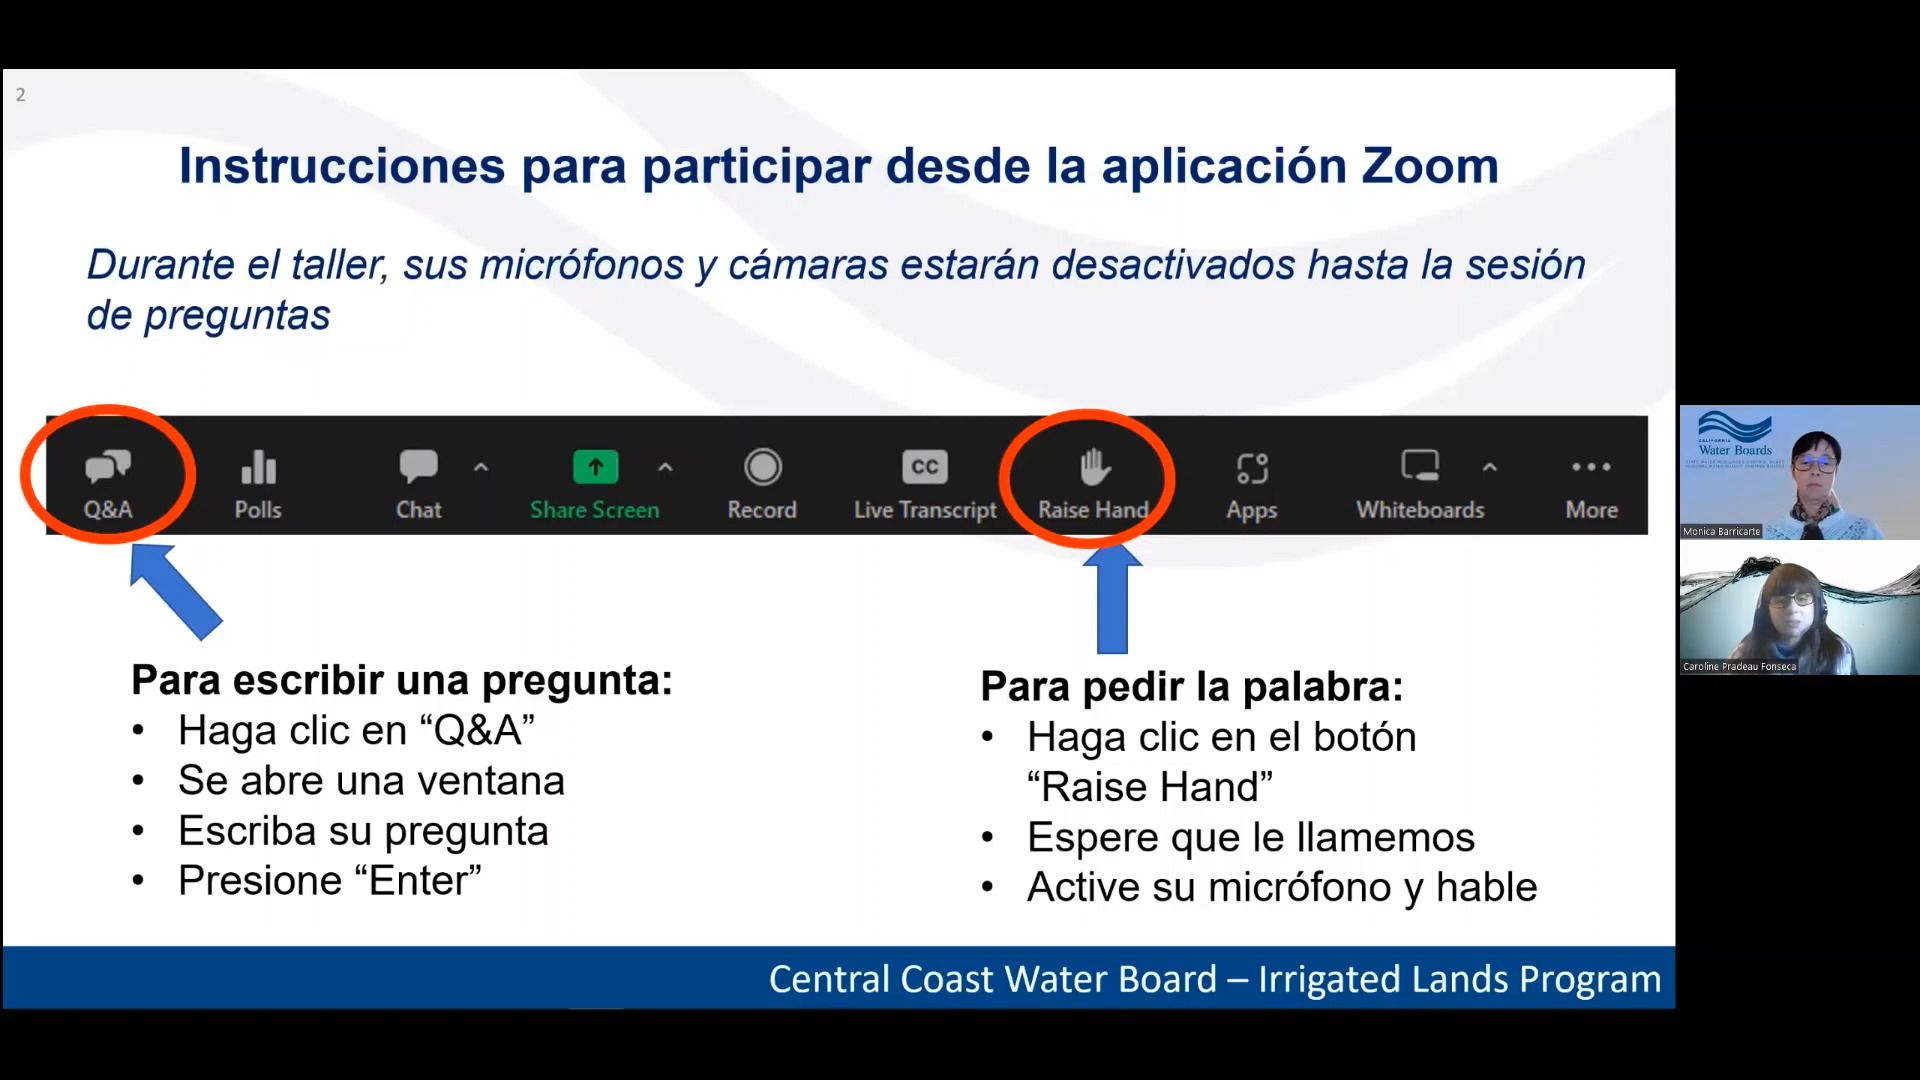 2
Instrucciones para participar desde la aplicación Zoom
Durante el taller, sus micrófonos y cámaras estarán desactivados hasta la sesión
de preguntas
Q&A
Polls
Chat
Share Screen
CC
Record
Live Transcript
Raise Hand
Apps
Whiteboards
More
Para escribir una pregunta:
• Haga clic en “Q&A”
• Se abre una ventana
• Escriba su pregunta
• Presione “Enter”
Para pedir la palabra:
• Haga clic en el botón
“Raise Hand”
• Espere que le llamemos
• Active su micrófono y hable
Central Coast Water Board – Irrigated Lands Program
CALIFORNIA
Water Boards
Monica Barricarte
Caroline Pradeau Fonseca